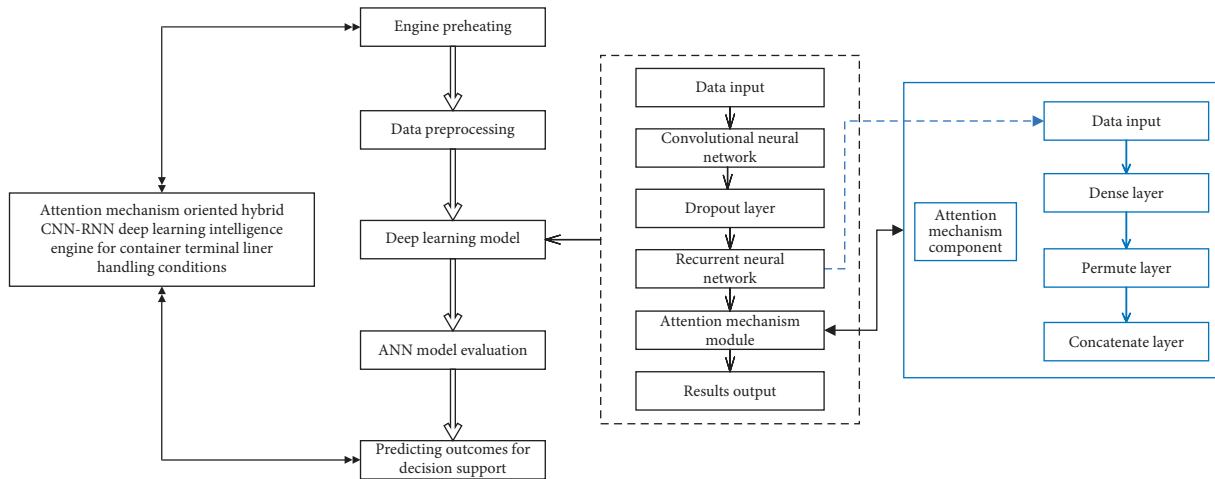 Engine preheating
Data preprocessing
Attention mechanism oriented hybrid
CNN-RNN deep learning intelligence
engine for container terminal liner
handling conditions
Deep learning model
ANN model evaluation
Predicting outcomes for
decision support
Data input
Convolutional neural
network
Dropout layer
Recurrent neural
network
Attention mechanism
module
Results output
Attention
mechanism
component
Data input
Dense layer
Permute layer
Concatenate layer